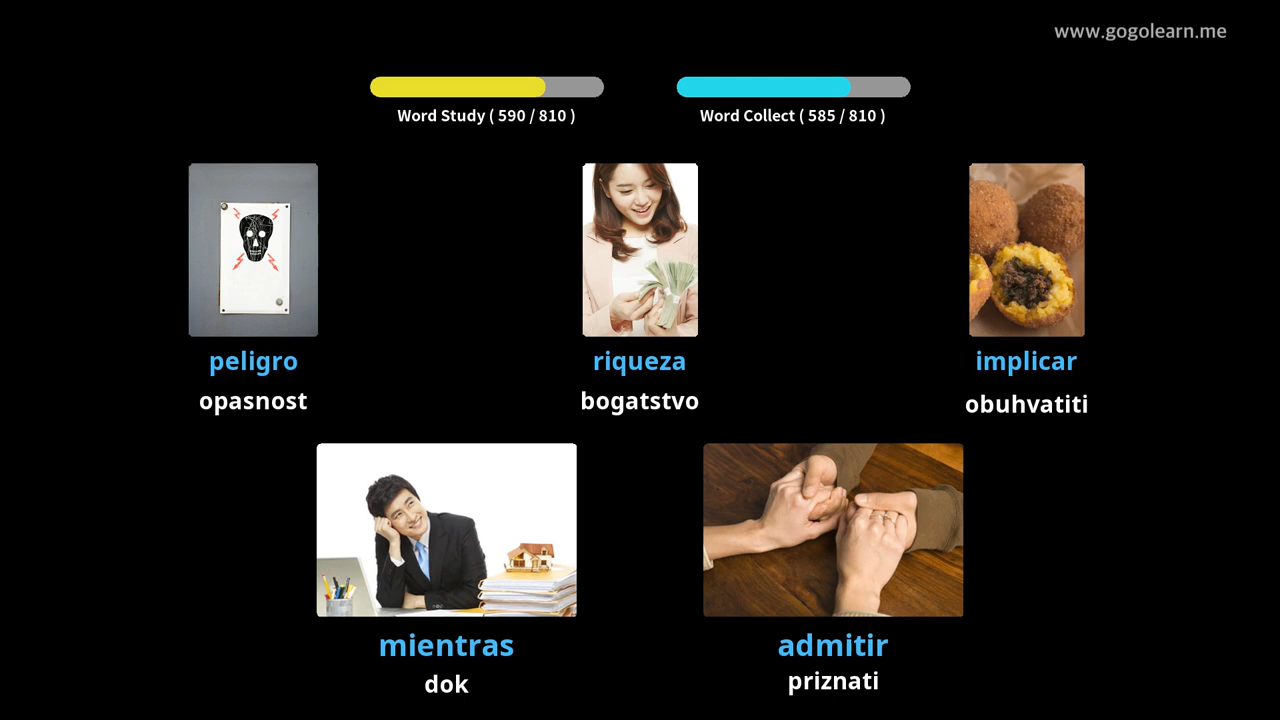 www.gogolearn.me
Word Study ( 590 / 810 )
Word Collect ( 585 / 810 )
peligro
riqueza
implicar
opasnost
bogatstvo
obuhvatiti
mientras
admitir
dok
priznati